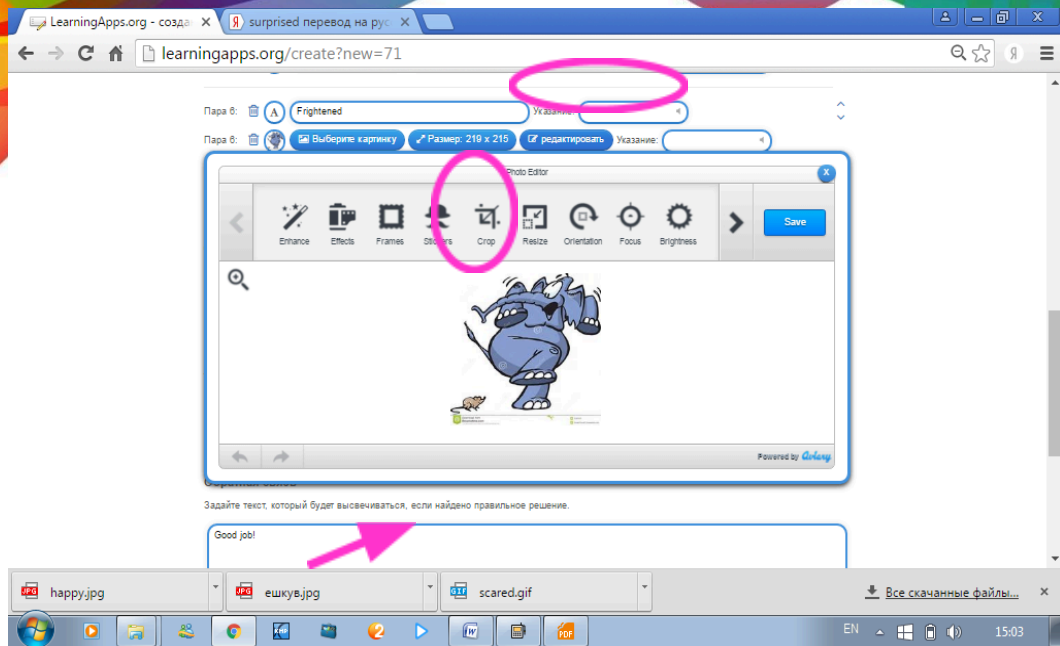 LearningApps.org - созда
surprised перевод на рус
learningapps.org/create?new=71
Пара 6: A Frightened Указание:
Пара 6: Выберите картинку Размер: 219 x 215 редактировать Указание:
Photo Editor
Enhance Effects Frames Stickers Crop Resize Orientation Focus Brightness
Save
Powered by Aviary
Обратная связь
Задайте текст, который будет высвечиваться, если найдено правильное решение.
Good job!
happy.jpg ешкув.jpg scared.gif Все скачанные файлы...
EN 15:03